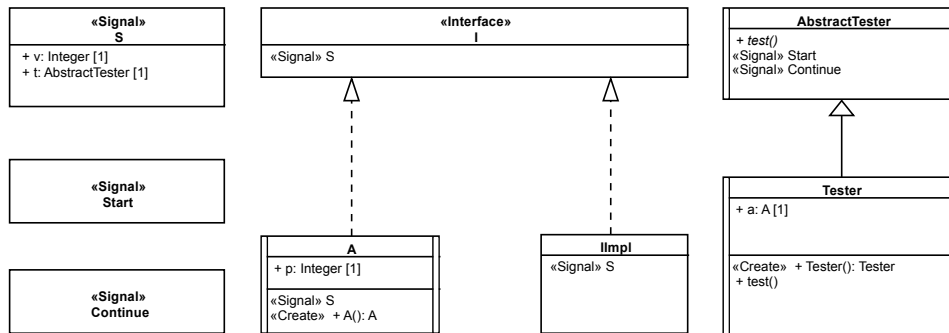 «Signal»
S
+ v: Integer [1]
+ t: AbstractTester [1]
«Signal»
Start
«Signal»
Continue
«Interface»
I
«Signal» S
A
+ p: Integer [1]
«Signal» S
«Create» + A(): A
IImpl
«Signal» S
AbstractTester
+ test()
«Signal» Start
«Signal» Continue
Tester
+ a: A [1]
«Create» + Tester(): Tester
+ test()